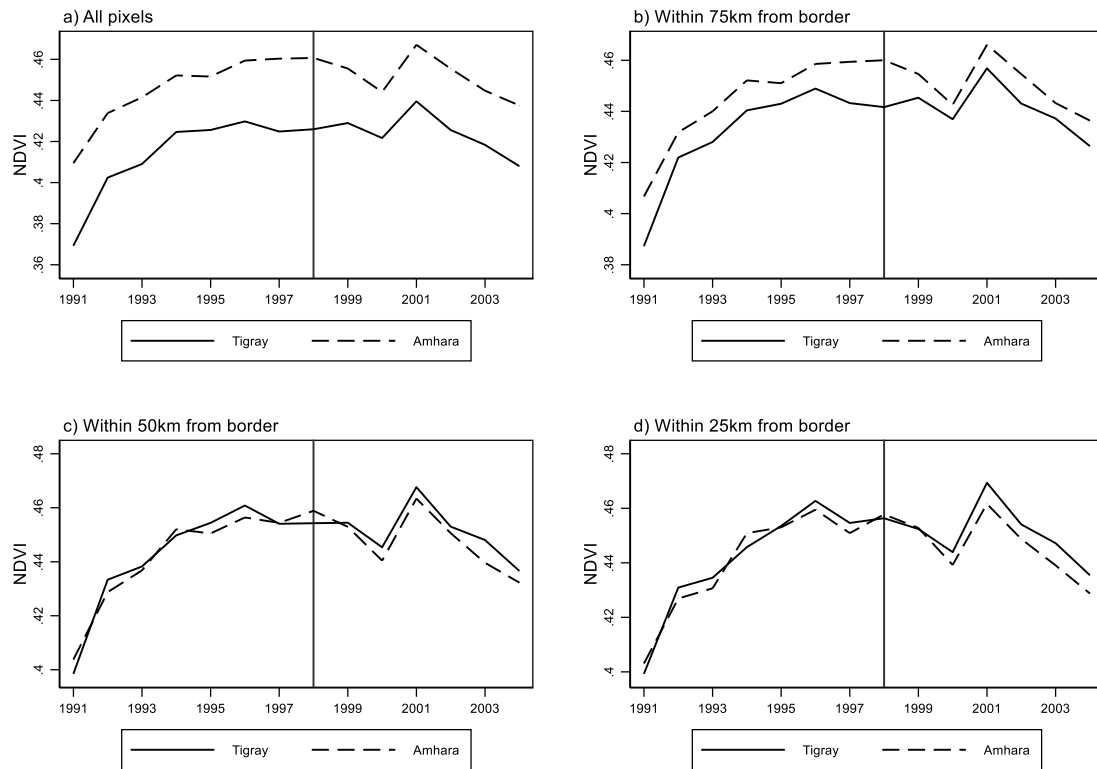 a) All pixels
NDVI
.46
.44
.42
.4
.38
.36
1991 1993 1995 1997 1999 2001 2003
Tigray Amhara
b) Within 75km from border
NDVI
.46
.44
.42
.4
.38
1991 1993 1995 1997 1999 2001 2003
Tigray Amhara
c) Within 50km from border
NDVI
.48
.46
.44
.42
.4
1991 1993 1995 1997 1999 2001 2003
Tigray Amhara
d) Within 25km from border
NDVI
.48
.46
.44
.42
.4
1991 1993 1995 1997 1999 2001 2003
Tigray Amhara